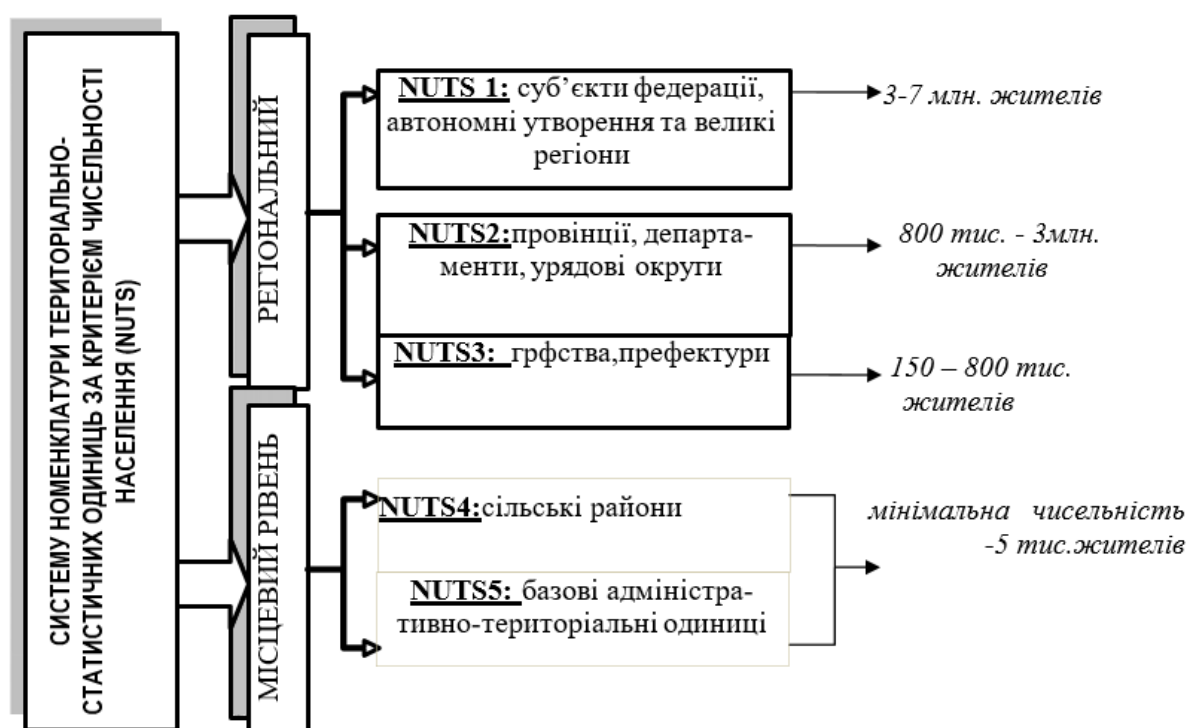 СИСТЕМУ НОМЕНКЛАТУРИ ТЕРИТОРІАЛЬНО-
СТАТИСТИЧНИХ ОДИНИЦЬ ЗА КРИТЕРІЄМ ЧИСЕЛЬНОСТІ
НАСЕЛЕННЯ (NUTS)
РЕГІОНАЛЬНИЙ
NUTS 1: суб’єкти федерації,
автономні утворення та великі
регіони
3-7 млн. жителів
NUTS2:провінції, департа-
менти, урядові округи
800 тис. - 3млн.
жителів
NUTS3: грфства,префектури
150 – 800 тис.
жителів
МІСЦЕВИЙ РІВЕНЬ
NUTS4:сільські райони
NUTS5: базові адміністра-
тивно-територіальні одиниці
мінімальна чисельність
-5 тис.жителів